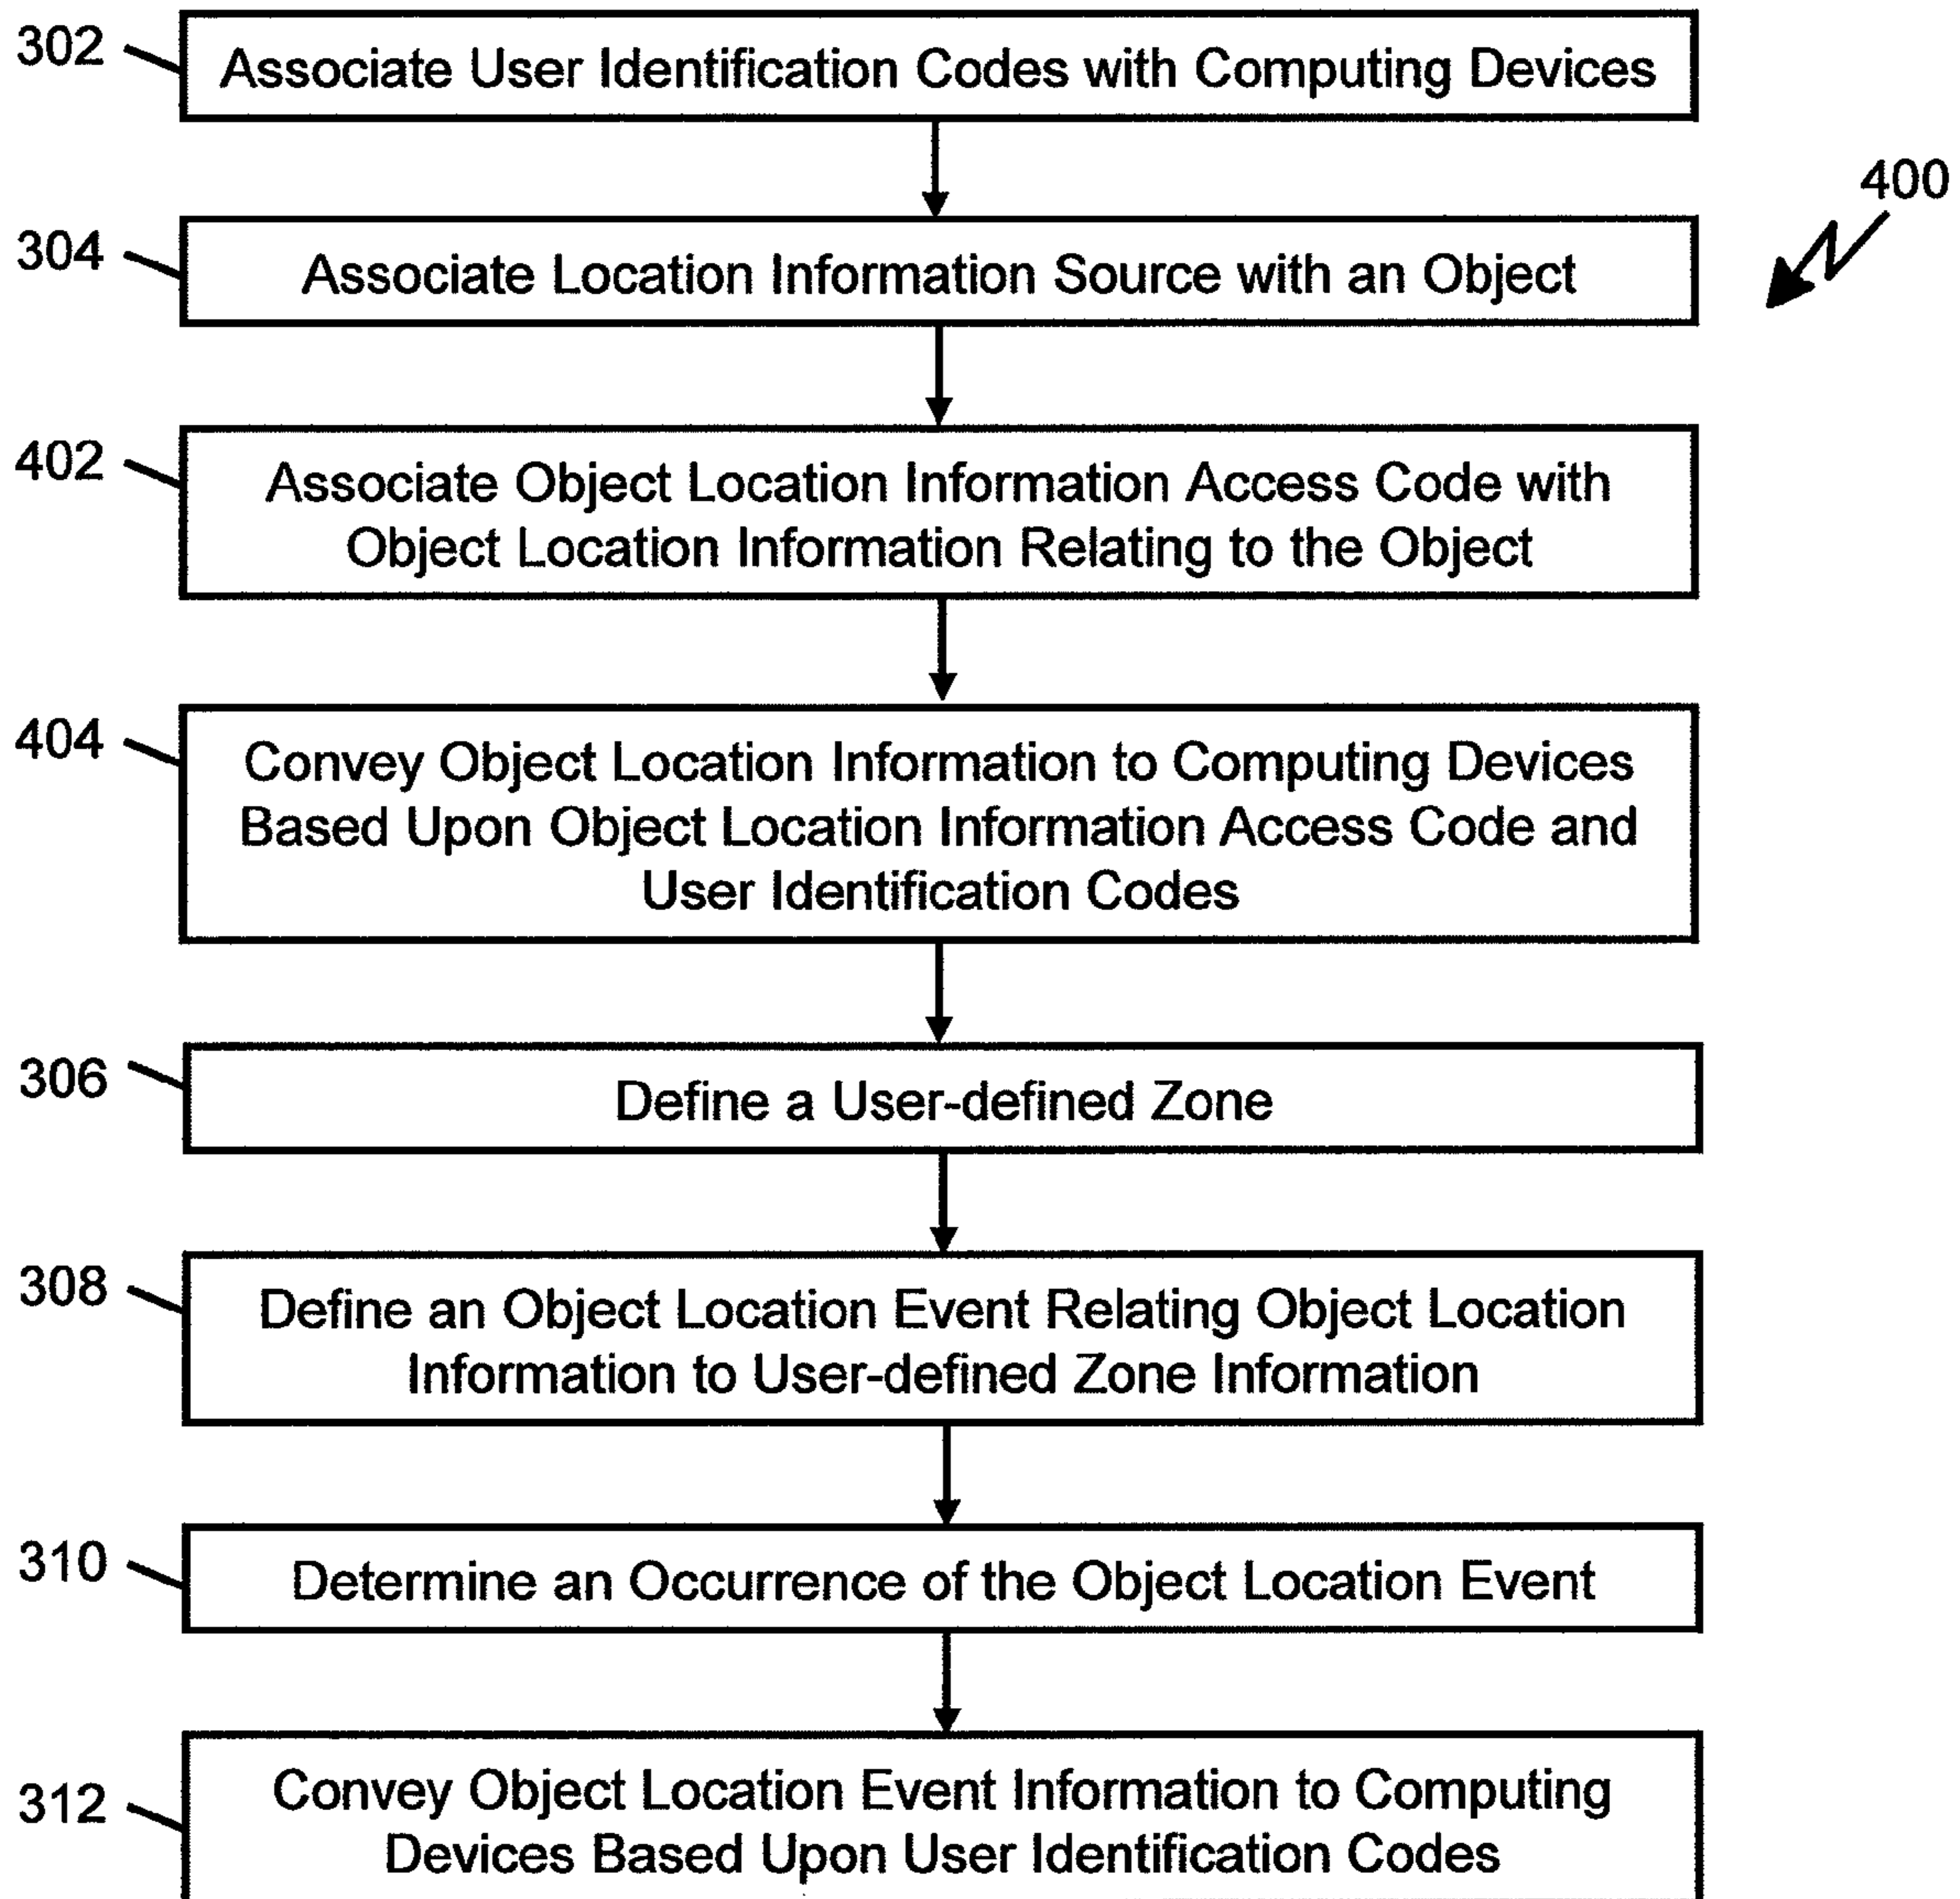 302
Associate User Identification Codes with Computing Devices
400
304
Associate Location Information Source with an Object
402
Associate Object Location Information Access Code with
Object Location Information Relating to the Object
404
Convey Object Location Information to Computing Devices
Based Upon Object Location Information Access Code and
User Identification Codes
306
Define a User-defined Zone
308
Define an Object Location Event Relating Object Location
Information to User-defined Zone Information
310
Determine an Occurrence of the Object Location Event
312
Convey Object Location Event Information to Computing
Devices Based Upon User Identification Codes